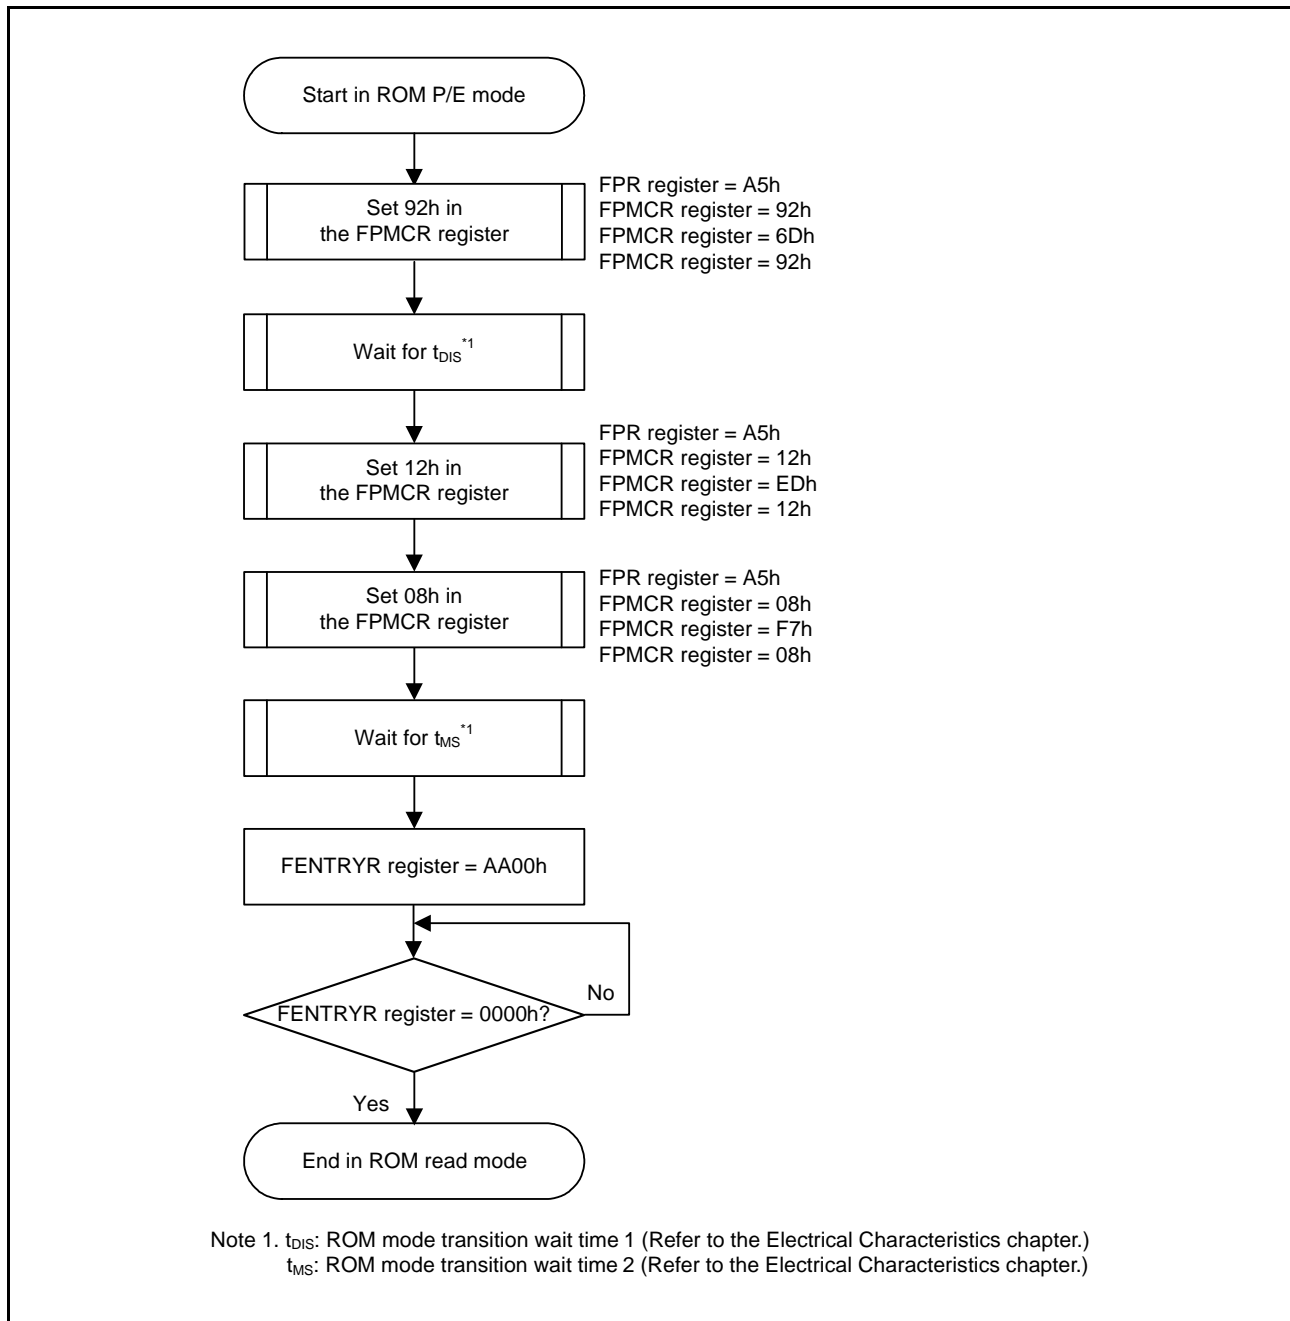 Start in ROM P/E mode
Set 92h in
the FPMCR register
FPR register = A5h
FPMCR register = 92h
FPMCR register = 6Dh
FPMCR register = 92h
Wait for tDIS*1
Set 12h in
the FPMCR register
FPR register = A5h
FPMCR register = 12h
FPMCR register = EDh
FPMCR register = 12h
Set 08h in
the FPMCR register
FPR register = A5h
FPMCR register = 08h
FPMCR register = F7h
FPMCR register = 08h
Wait for tMS*1
FENTRYR register = AA00h
FENTRYR register = 0000h?
No
Yes
End in ROM read mode
Note 1. tDIS: ROM mode transition wait time 1 (Refer to the Electrical Characteristics chapter.)
tMS: ROM mode transition wait time 2 (Refer to the Electrical Characteristics chapter.)